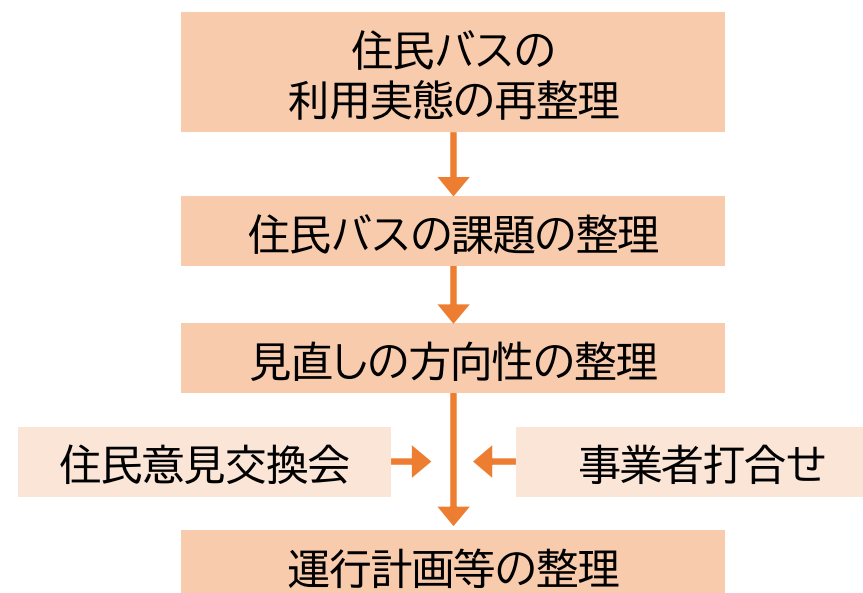 住民バスの
利用実態の再整理
住民バスの課題の整理
見直しの方向性の整理
住民意見交換会
事業者打合せ
運行計画等の整理